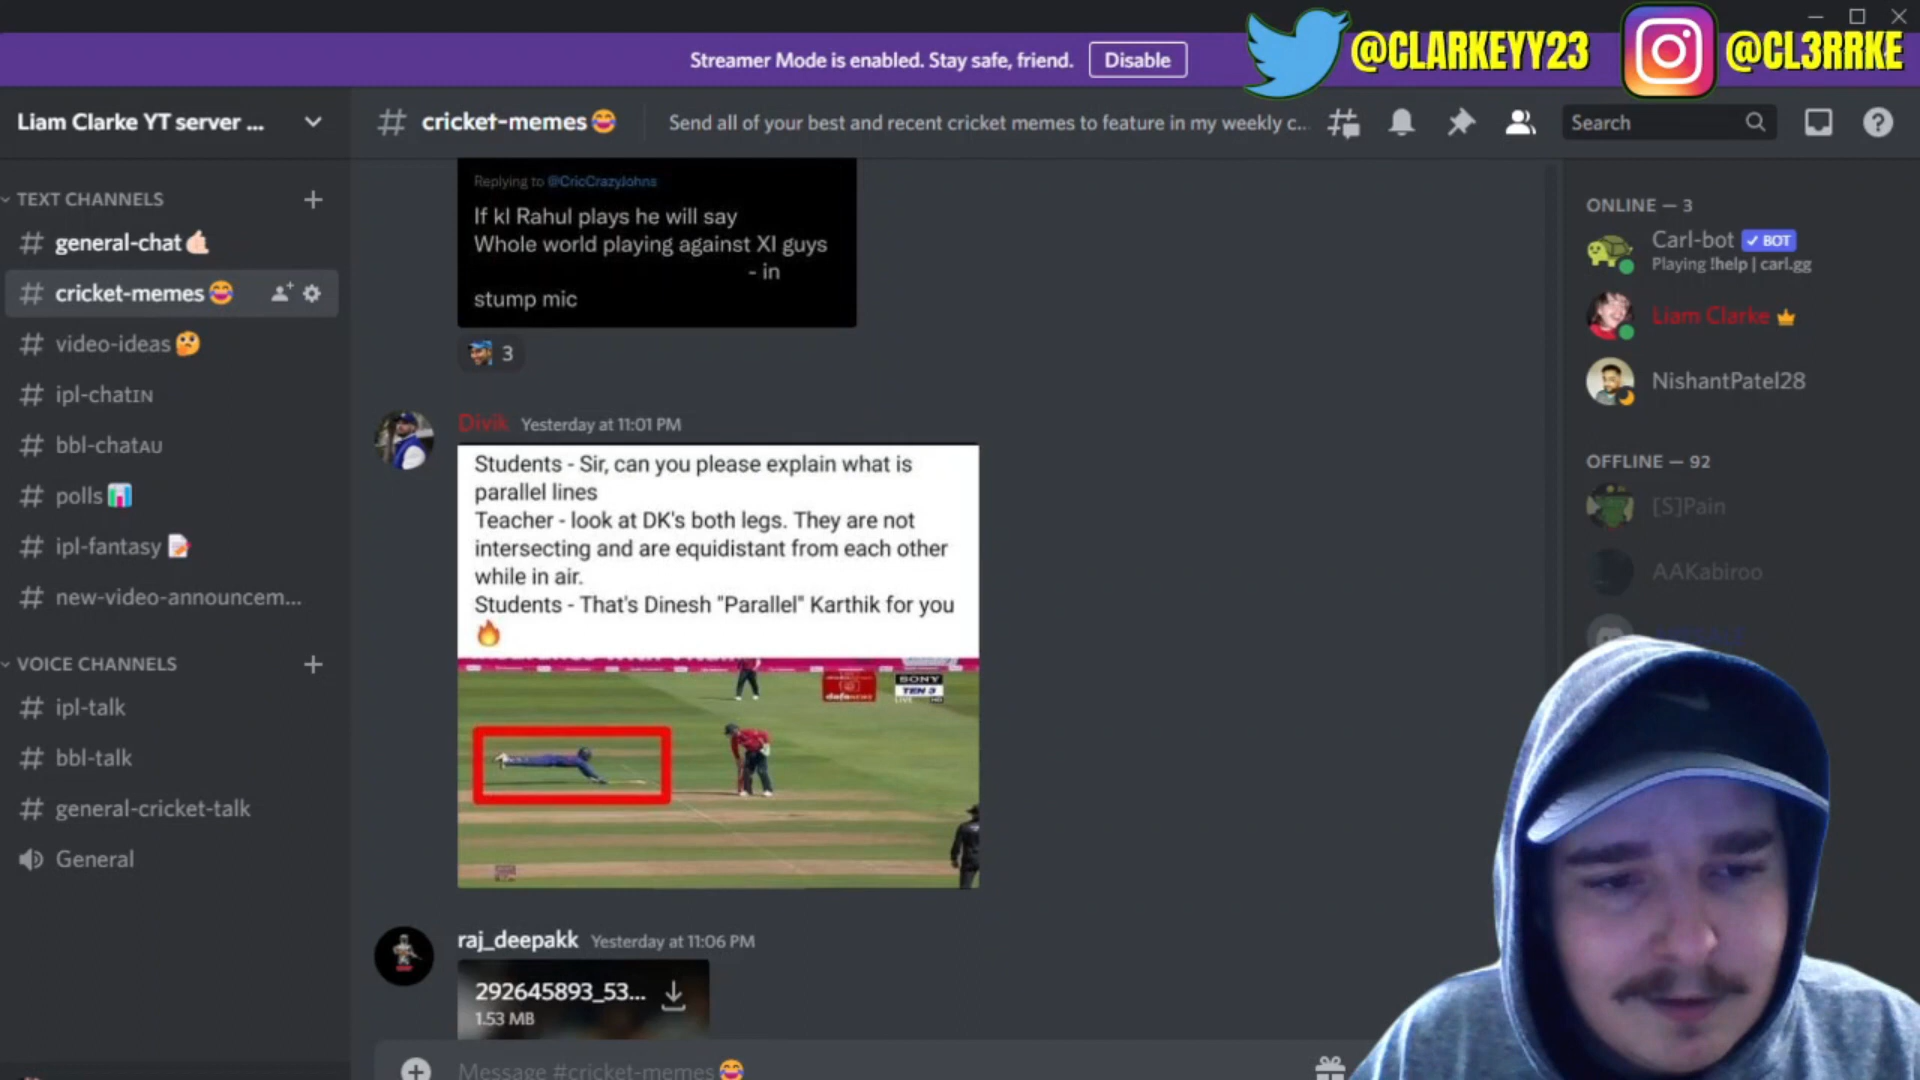 Streamer Mode is enabled. Stay safe, friend.
Disable
@CLARKEYY23
@CL3RRKE
Liam Clarke YT server ...
# cricket-memes😂
Send all of your best and recent cricket memes to feature in my weekly c...
Search
TEXT CHANNELS
# general-chat🤙
# cricket-memes😂
# video-ideas🤔
# ipl-chatIN
# bbl-chatAU
# polls📊
# ipl-fantasy📝
# new-video-announcem...
VOICE CHANNELS
# ipl-talk
# bbl-talk
# general-cricket-talk
General
Replying to @CricCrazyJohns
If kl Rahul plays he will say
Whole world playing against XI guys
- in
stump mic
3
Divik Yesterday at 11:01 PM
Students - Sir, can you please explain what is
parallel lines
Teacher - look at DK's both legs. They are not
intersecting and are equidistant from each other
while in air.
Students - That's Dinesh "Parallel" Karthik for you
🔥
dafanews
SONY
TEN 3
LIVE HD
raj_deepakk Yesterday at 11:06 PM
292645893_53...
1.53 MB
Message #cricket-memes😂
ONLINE — 3
Carl-bot ✓ BOT
Playing !help | carl.gg
Liam Clarke
NishantPatel28
OFFLINE — 92
[S]Pain
AAKabiroo